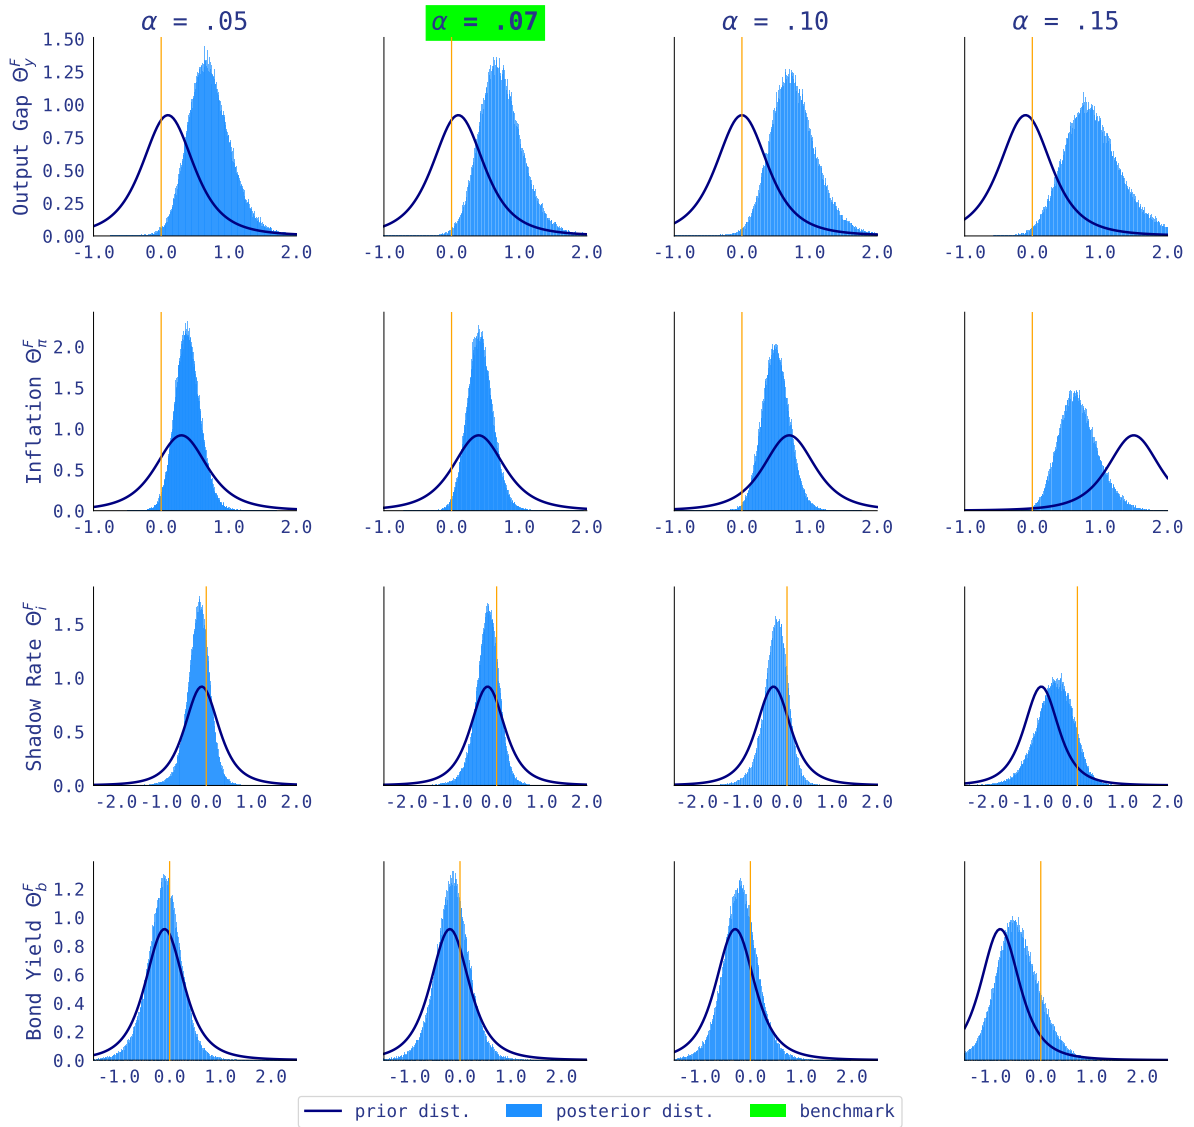 α = .05 α = .07 α = .10 α = .15
Output Gap Θ^F_y
1.50
1.25
1.00
0.75
0.50
0.25
0.00
-1.0 0.0 1.0 2.0 -1.0 0.0 1.0 2.0 -1.0 0.0 1.0 2.0 -1.0 0.0 1.0 2.0
Inflation Θ^F_π
2.0
1.5
1.0
0.5
0.0
-1.0 0.0 1.0 2.0 -1.0 0.0 1.0 2.0 -1.0 0.0 1.0 2.0 -1.0 0.0 1.0 2.0
Shadow Rate Θ^F_i
1.5
1.0
0.5
0.0
-2.0 -1.0 0.0 1.0 2.0 -2.0 -1.0 0.0 1.0 2.0 -2.0 -1.0 0.0 1.0 2.0 -2.0 -1.0 0.0 1.0 2.0
Bond Yield Θ^F_b
1.2
1.0
0.8
0.6
0.4
0.2
0.0
-1.0 0.0 1.0 2.0 -1.0 0.0 1.0 2.0 -1.0 0.0 1.0 2.0 -1.0 0.0 1.0 2.0
prior dist. posterior dist. benchmark